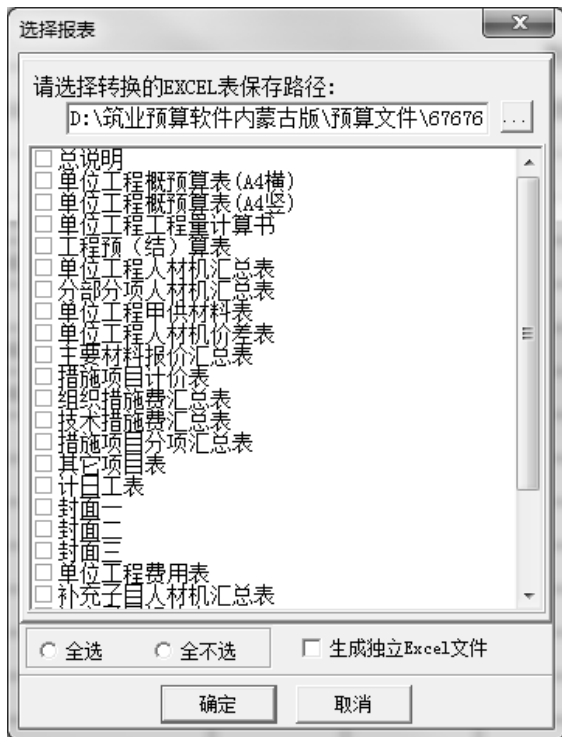 选择报表
请选择转换的EXCEL表保存路径:
D:\筑业预算软件内蒙古版\预算文件\67676
...
总说明
单位工程概预算表(A4横)
单位工程概预算表(A4竖)
单位工程工程量计算书
工程预（结）算表
单位工程人材机汇总表
分部分项人材机汇总表
单位工程甲供材料表
单位工程人材机价差表
主要材料报价汇总表
措施项目计价表
组织措施费汇总表
技术措施费汇总表
措施项目分项汇总表
其它项目表
计日工表
封面一
封面二
封面三
单位工程费用表
补充子目人材机汇总表
全选 全不选 生成独立Excel文件
确定 取消